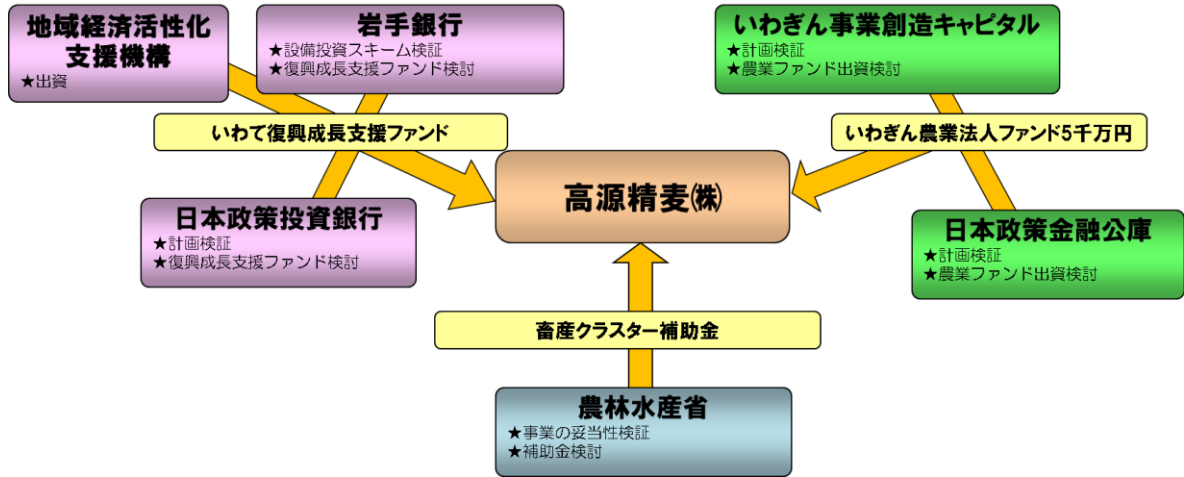 地域経済活性化
支援機構
★出資
岩手銀行
★設備投資スキーム検証
★復興成長支援ファンド検討
いわぎん事業創造キャピタル
★計画検証
★農業ファンド出資検討
いわて復興成長支援ファンド
いわぎん農業法人ファンド5千万円
高源精麦㈱
日本政策投資銀行
★計画検証
★復興成長支援ファンド検討
日本政策金融公庫
★計画検証
★農業ファンド出資検討
畜産クラスター補助金
農林水産省
★事業の妥当性検証
★補助金検討